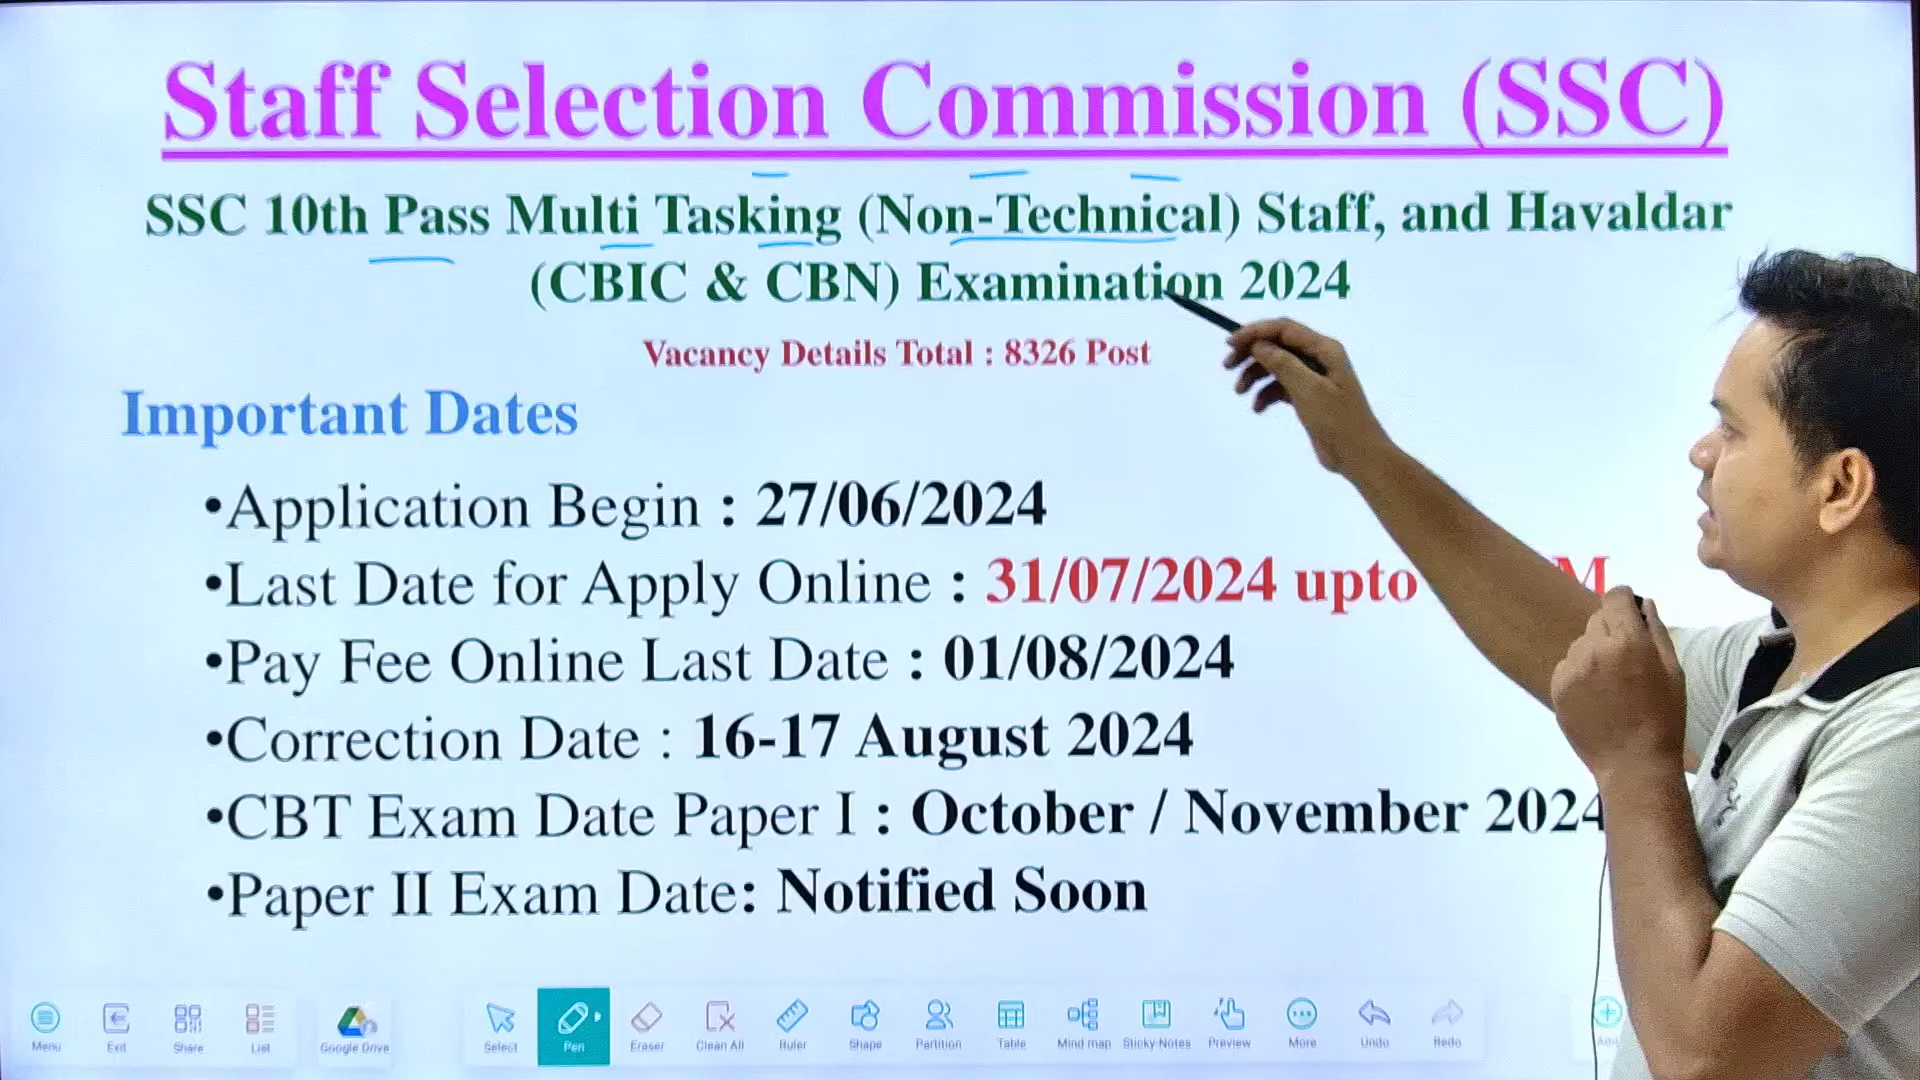 Staff Selection Commission (SSC)
SSC 10th Pass Multi Tasking (Non-Technical) Staff, and Havaldar
(CBIC & CBN) Examination 2024
Vacancy Details Total : 8326 Post
Important Dates
•Application Begin : 27/06/2024
•Last Date for Apply Online : 31/07/2024 upto
•Pay Fee Online Last Date : 01/08/2024
•Correction Date : 16-17 August 2024
•CBT Exam Date Paper I : October / November 2024
•Paper II Exam Date: Notified Soon
Menu Exit Share List Google Drive Select Pen Eraser Clean All Ruler Shape Partition Table Mind map Sticky Notes Preview More Undo Redo